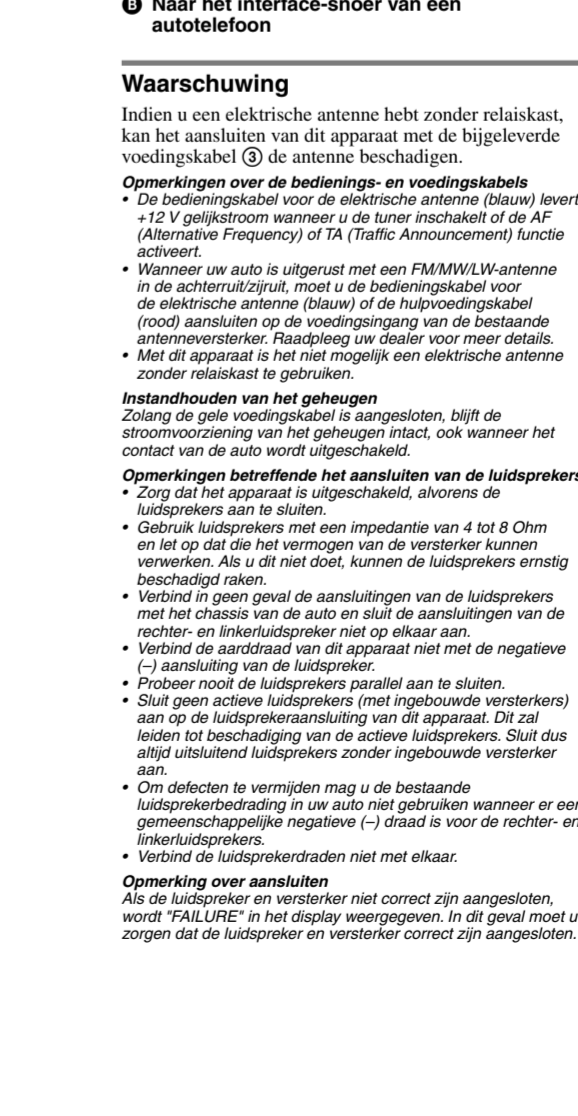 B Naar het interface-snoer van een
autotelefoon
Waarschuwing
Indien u een elektrische antenne hebt zonder relaiskast,
kan het aansluiten van dit apparaat met de bijgeleverde
voedingskabel ③ de antenne beschadigen.
Opmerkingen over de bedienings- en voedingskabels
• De bedieningskabel voor de elektrische antenne (blauw) levert
+12 V gelijkstroom wanneer u de tuner inschakelt of de AF
(Alternative Frequency) of TA (Traffic Announcement) functie
activeert.
• Wanneer uw auto is uitgerust met een FM/MW/LW-antenne
in de achterruit/zijruit, moet u de bedieningskabel voor
de elektrische antenne (blauw) of de hulpvoedingskabel
(rood) aansluiten op de voedingsingang van de bestaande
antenneversterker. Raadpleeg uw dealer voor meer details.
• Met dit apparaat is het niet mogelijk een elektrische antenne
zonder relaiskast te gebruiken.
Instandhouden van het geheugen
Zolang de gele voedingskabel is aangesloten, blijft de
stroomvoorziening van het geheugen intact, ook wanneer het
contact van de auto wordt uitgeschakeld.
Opmerkingen betreffende het aansluiten van de luidsprekers
• Zorg dat het apparaat is uitgeschakeld, alvorens de
luidsprekers aan te sluiten.
• Gebruik luidsprekers met een impedantie van 4 tot 8 Ohm
en let op dat die het vermogen van de versterker kunnen
verwerken. Als u dit niet doet, kunnen de luidsprekers ernstig
beschadigd raken.
• Verbind in geen geval de aansluitingen van de luidsprekers
met het chassis van de auto en sluit de aansluitingen van de
rechter- en linkerluidspreker niet op elkaar aan.
• Verbind de aarddraad van dit apparaat niet met de negatieve
(–) aansluiting van de luidspreker.
• Probeer nooit de luidsprekers parallel aan te sluiten.
• Sluit geen actieve luidsprekers (met ingebouwde versterkers)
aan op de luidsprekeraansluiting van dit apparaat. Dit zal
leiden tot beschadiging van de actieve luidsprekers. Sluit dus
altijd uitsluitend luidsprekers zonder ingebouwde versterker
aan.
• Om defecten te vermijden mag u de bestaande
luidsprekerbedrading in uw auto niet gebruiken wanneer er een
gemeenschappelijke negatieve (–) draad is voor de rechter- en
linkerluidsprekers.
• Verbind de luidsprekerdraden niet met elkaar.
Opmerking over aansluiten
Als de luidspreker en versterker niet correct zijn aangesloten,
wordt "FAILURE" in het display weergegeven. In dit geval moet u
zorgen dat de luidspreker en versterker correct zijn aangesloten.